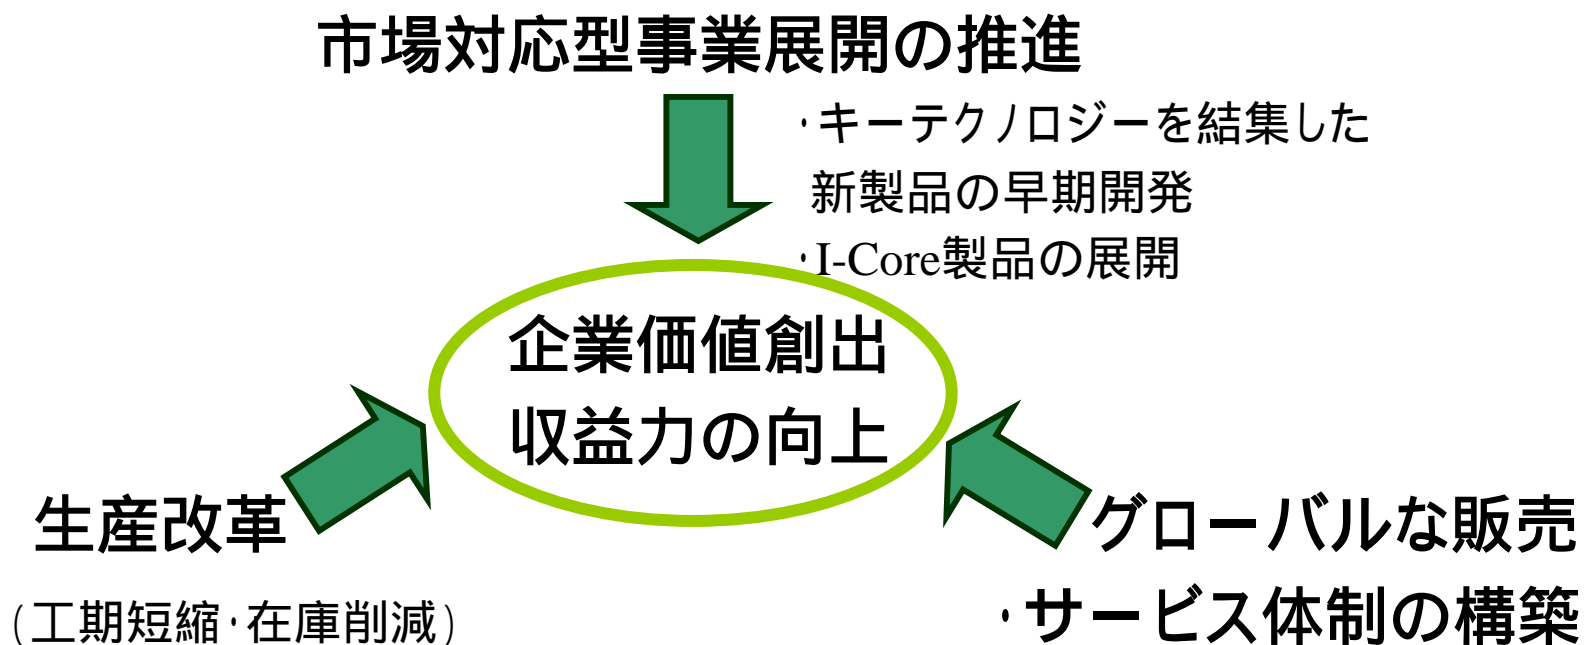 市場対応型事業展開の推進
・キーテクノロジーを結集した
新製品の早期開発
・I-Core製品の展開
企業価値創出
収益力の向上
生産改革
(工期短縮・在庫削減)
グローバルな販売
・サービス体制の構築